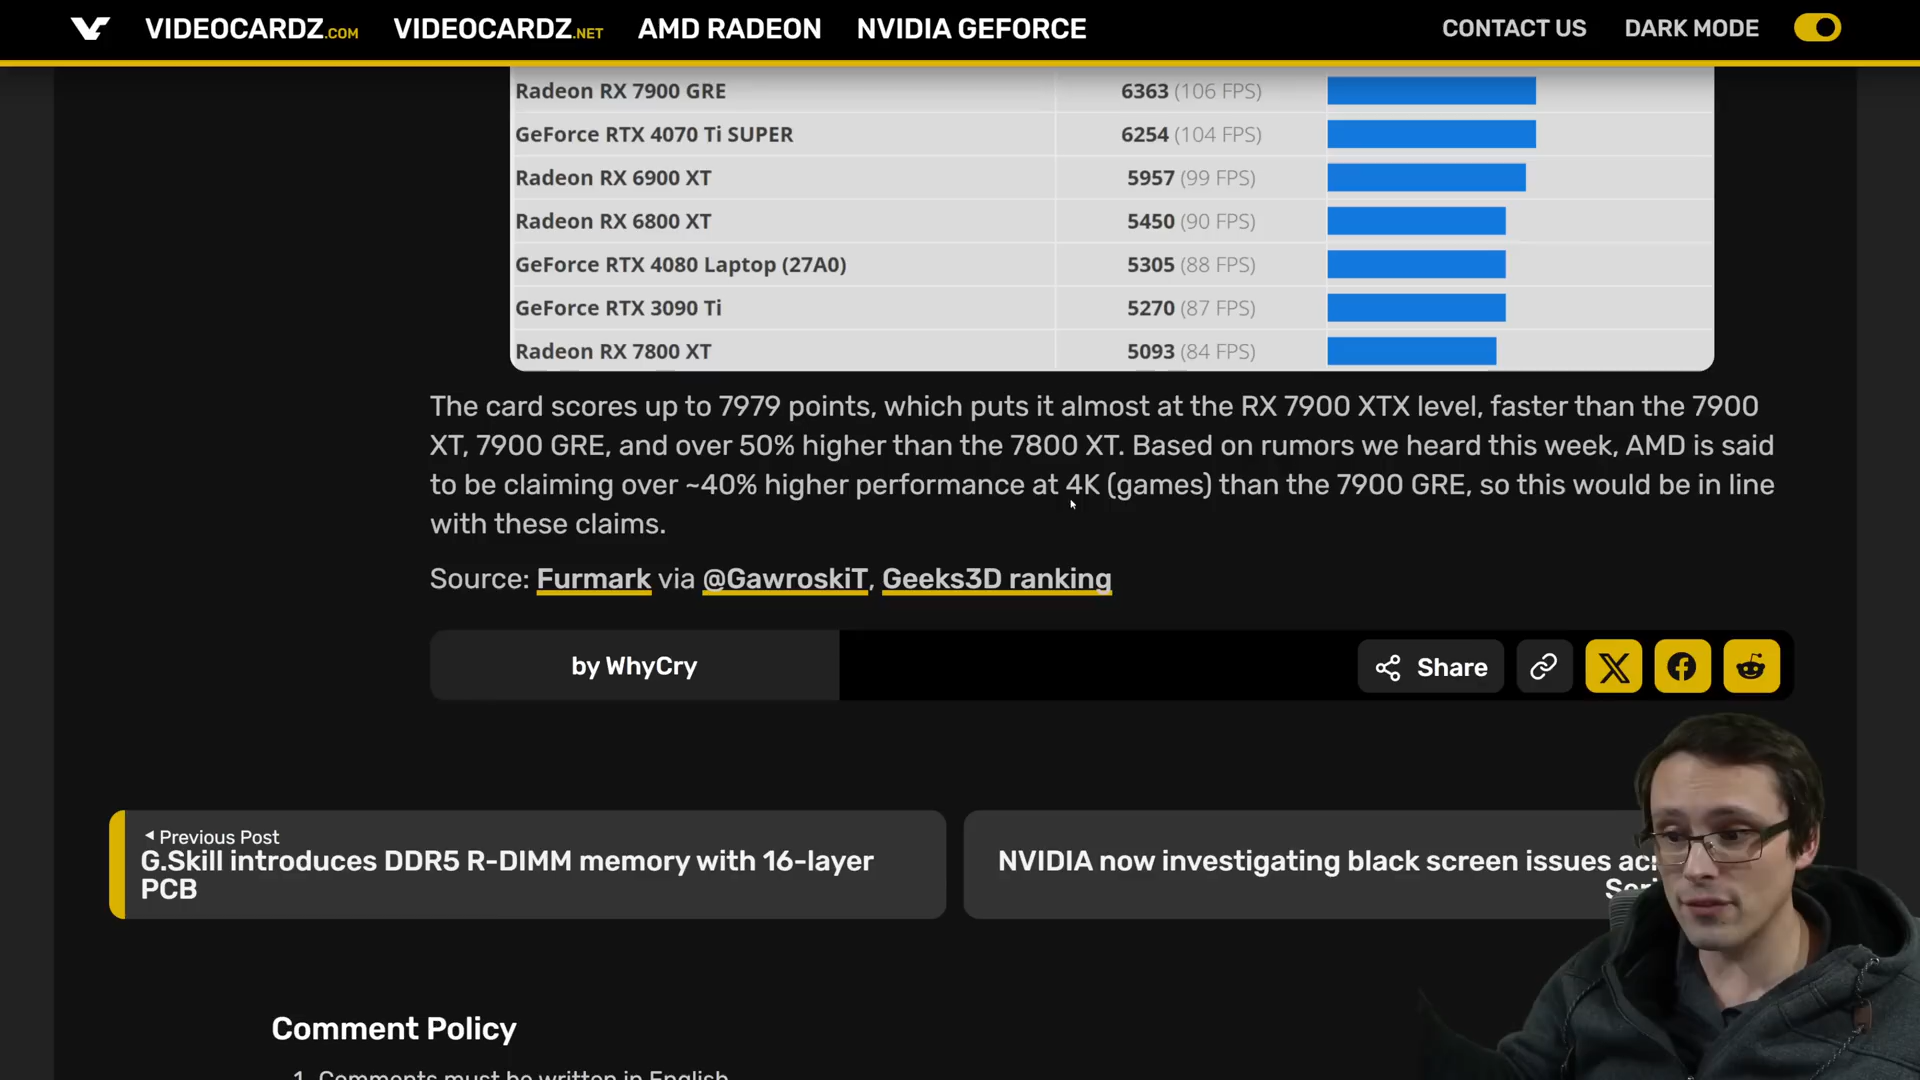 VIDEOCARDZ.COM VIDEOCARDZ.NET AMD RADEON NVIDIA GEFORCE CONTACT US DARK MODE
Radeon RX 7900 GRE 6363 (106 FPS)
GeForce RTX 4070 Ti SUPER 6254 (104 FPS)
Radeon RX 6900 XT 5957 (99 FPS)
Radeon RX 6800 XT 5450 (90 FPS)
GeForce RTX 4080 Laptop (27A0) 5305 (88 FPS)
GeForce RTX 3090 Ti 5270 (87 FPS)
Radeon RX 7800 XT 5093 (84 FPS)
The card scores up to 7979 points, which puts it almost at the RX 7900 XTX level, faster than the 7900
XT, 7900 GRE, and over 50% higher than the 7800 XT. Based on rumors we heard this week, AMD is said
to be claiming over ~40% higher performance at 4K (games) than the 7900 GRE, so this would be in line
with these claims.
Source: Furmark via @GawroskiT, Geeks3D ranking
by WhyCry
Share
Previous Post
G.Skill introduces DDR5 R-DIMM memory with 16-layer
PCB
NVIDIA now investigating black screen issues
Comment Policy
1. Comments must be written in English